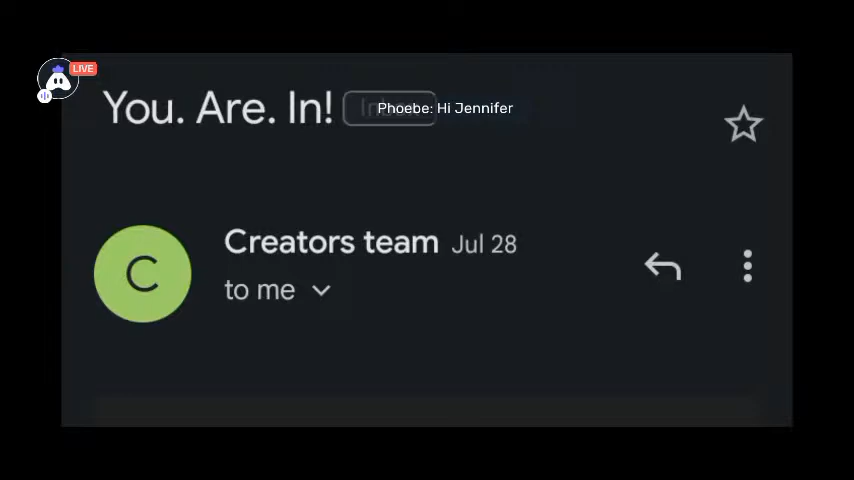 LIVE
You. Are. In!
Phoebe: Hi Jennifer
C
Creators team Jul 28
to me